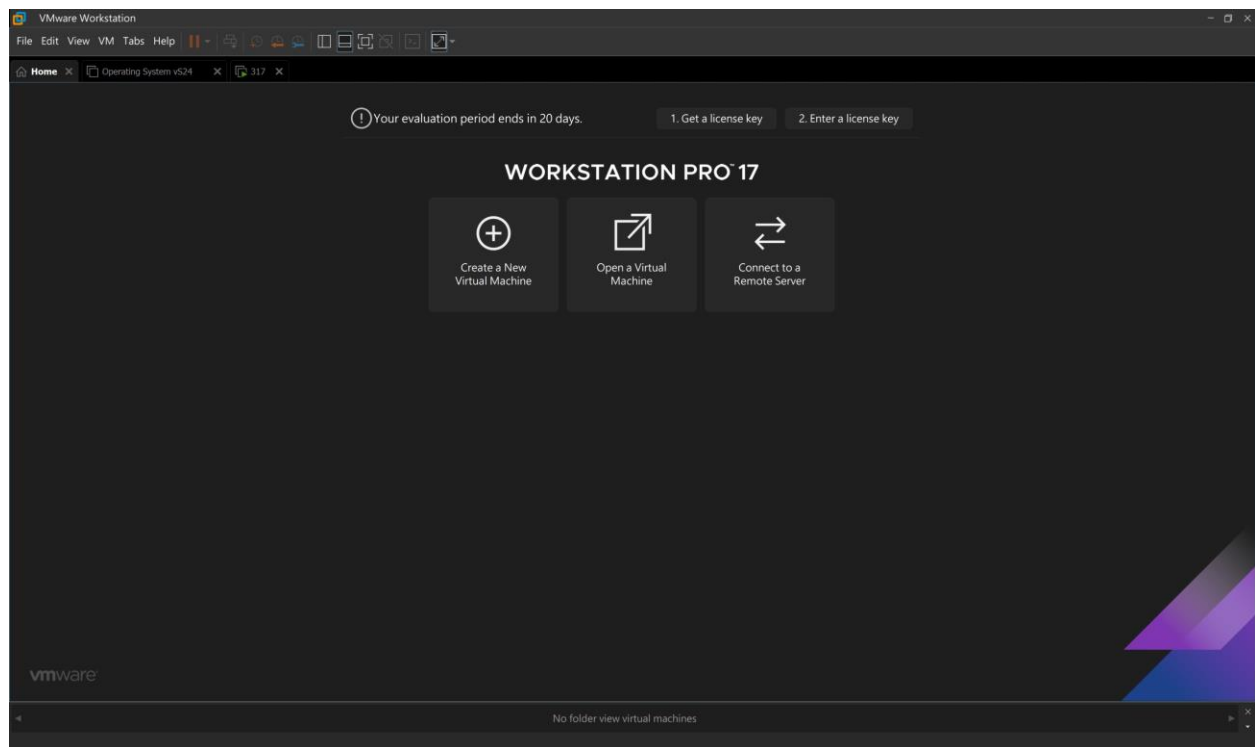 VMware Workstation
File Edit View VM Tabs Help
Home
Operating System vS24
317
Your evaluation period ends in 20 days.
1. Get a license key
2. Enter a license key
WORKSTATION PRO™ 17
Create a New
Virtual Machine
Open a Virtual
Machine
Connect to a
Remote Server
vmware
No folder view virtual machines